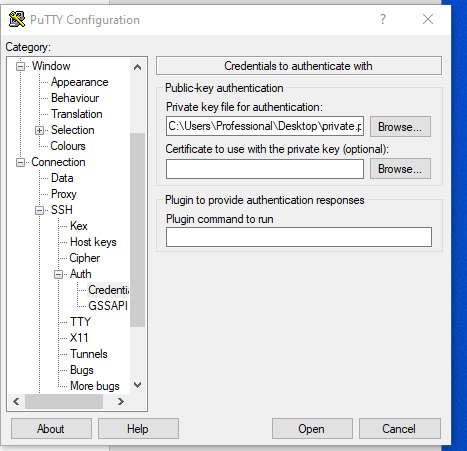 PuTTY Configuration
Category:
Window
Appearance
Behaviour
Translation
Selection
Colours
Connection
Data
Proxy
SSH
Kex
Host keys
Cipher
Auth
Credentia
GSSAPI
TTY
X11
Tunnels
Bugs
More bugs
Credentials to authenticate with
Public-key authentication
Private key file for authentication:
C:\Users\Professional\Desktop\private.p
Browse...
Certificate to use with the private key (optional):
Browse...
Plugin to provide authentication responses
Plugin command to run
About
Help
Open
Cancel